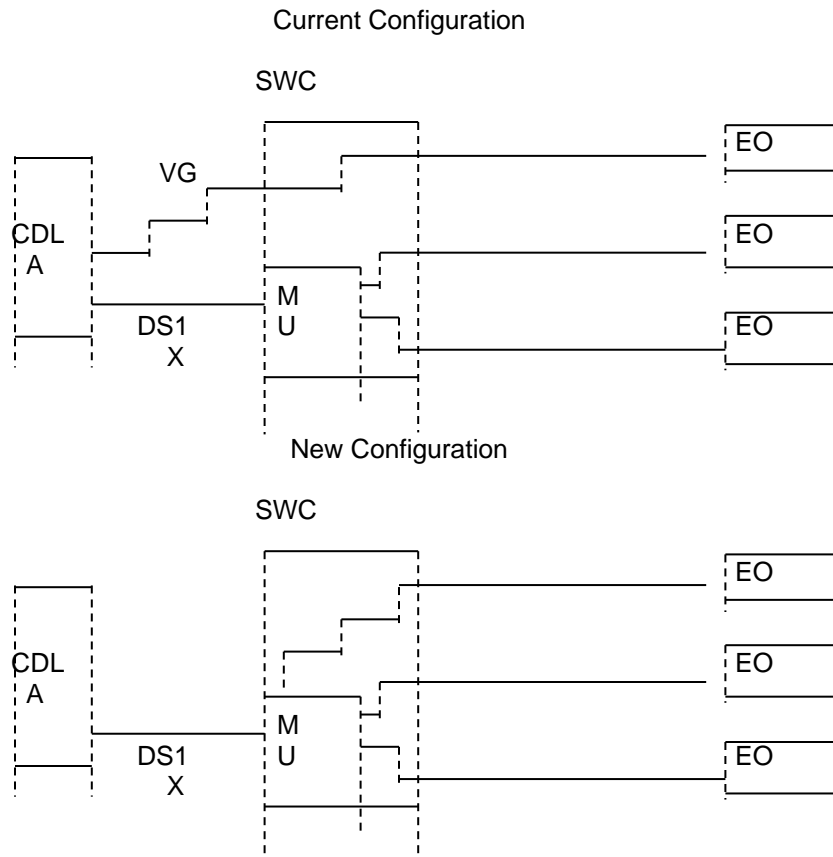 Current Configuration
SWC
EO
VG
CDL
A
EO
M
U
DS1
X
EO
New Configuration
SWC
EO
CDL
A
EO
M
U
DS1
X
EO